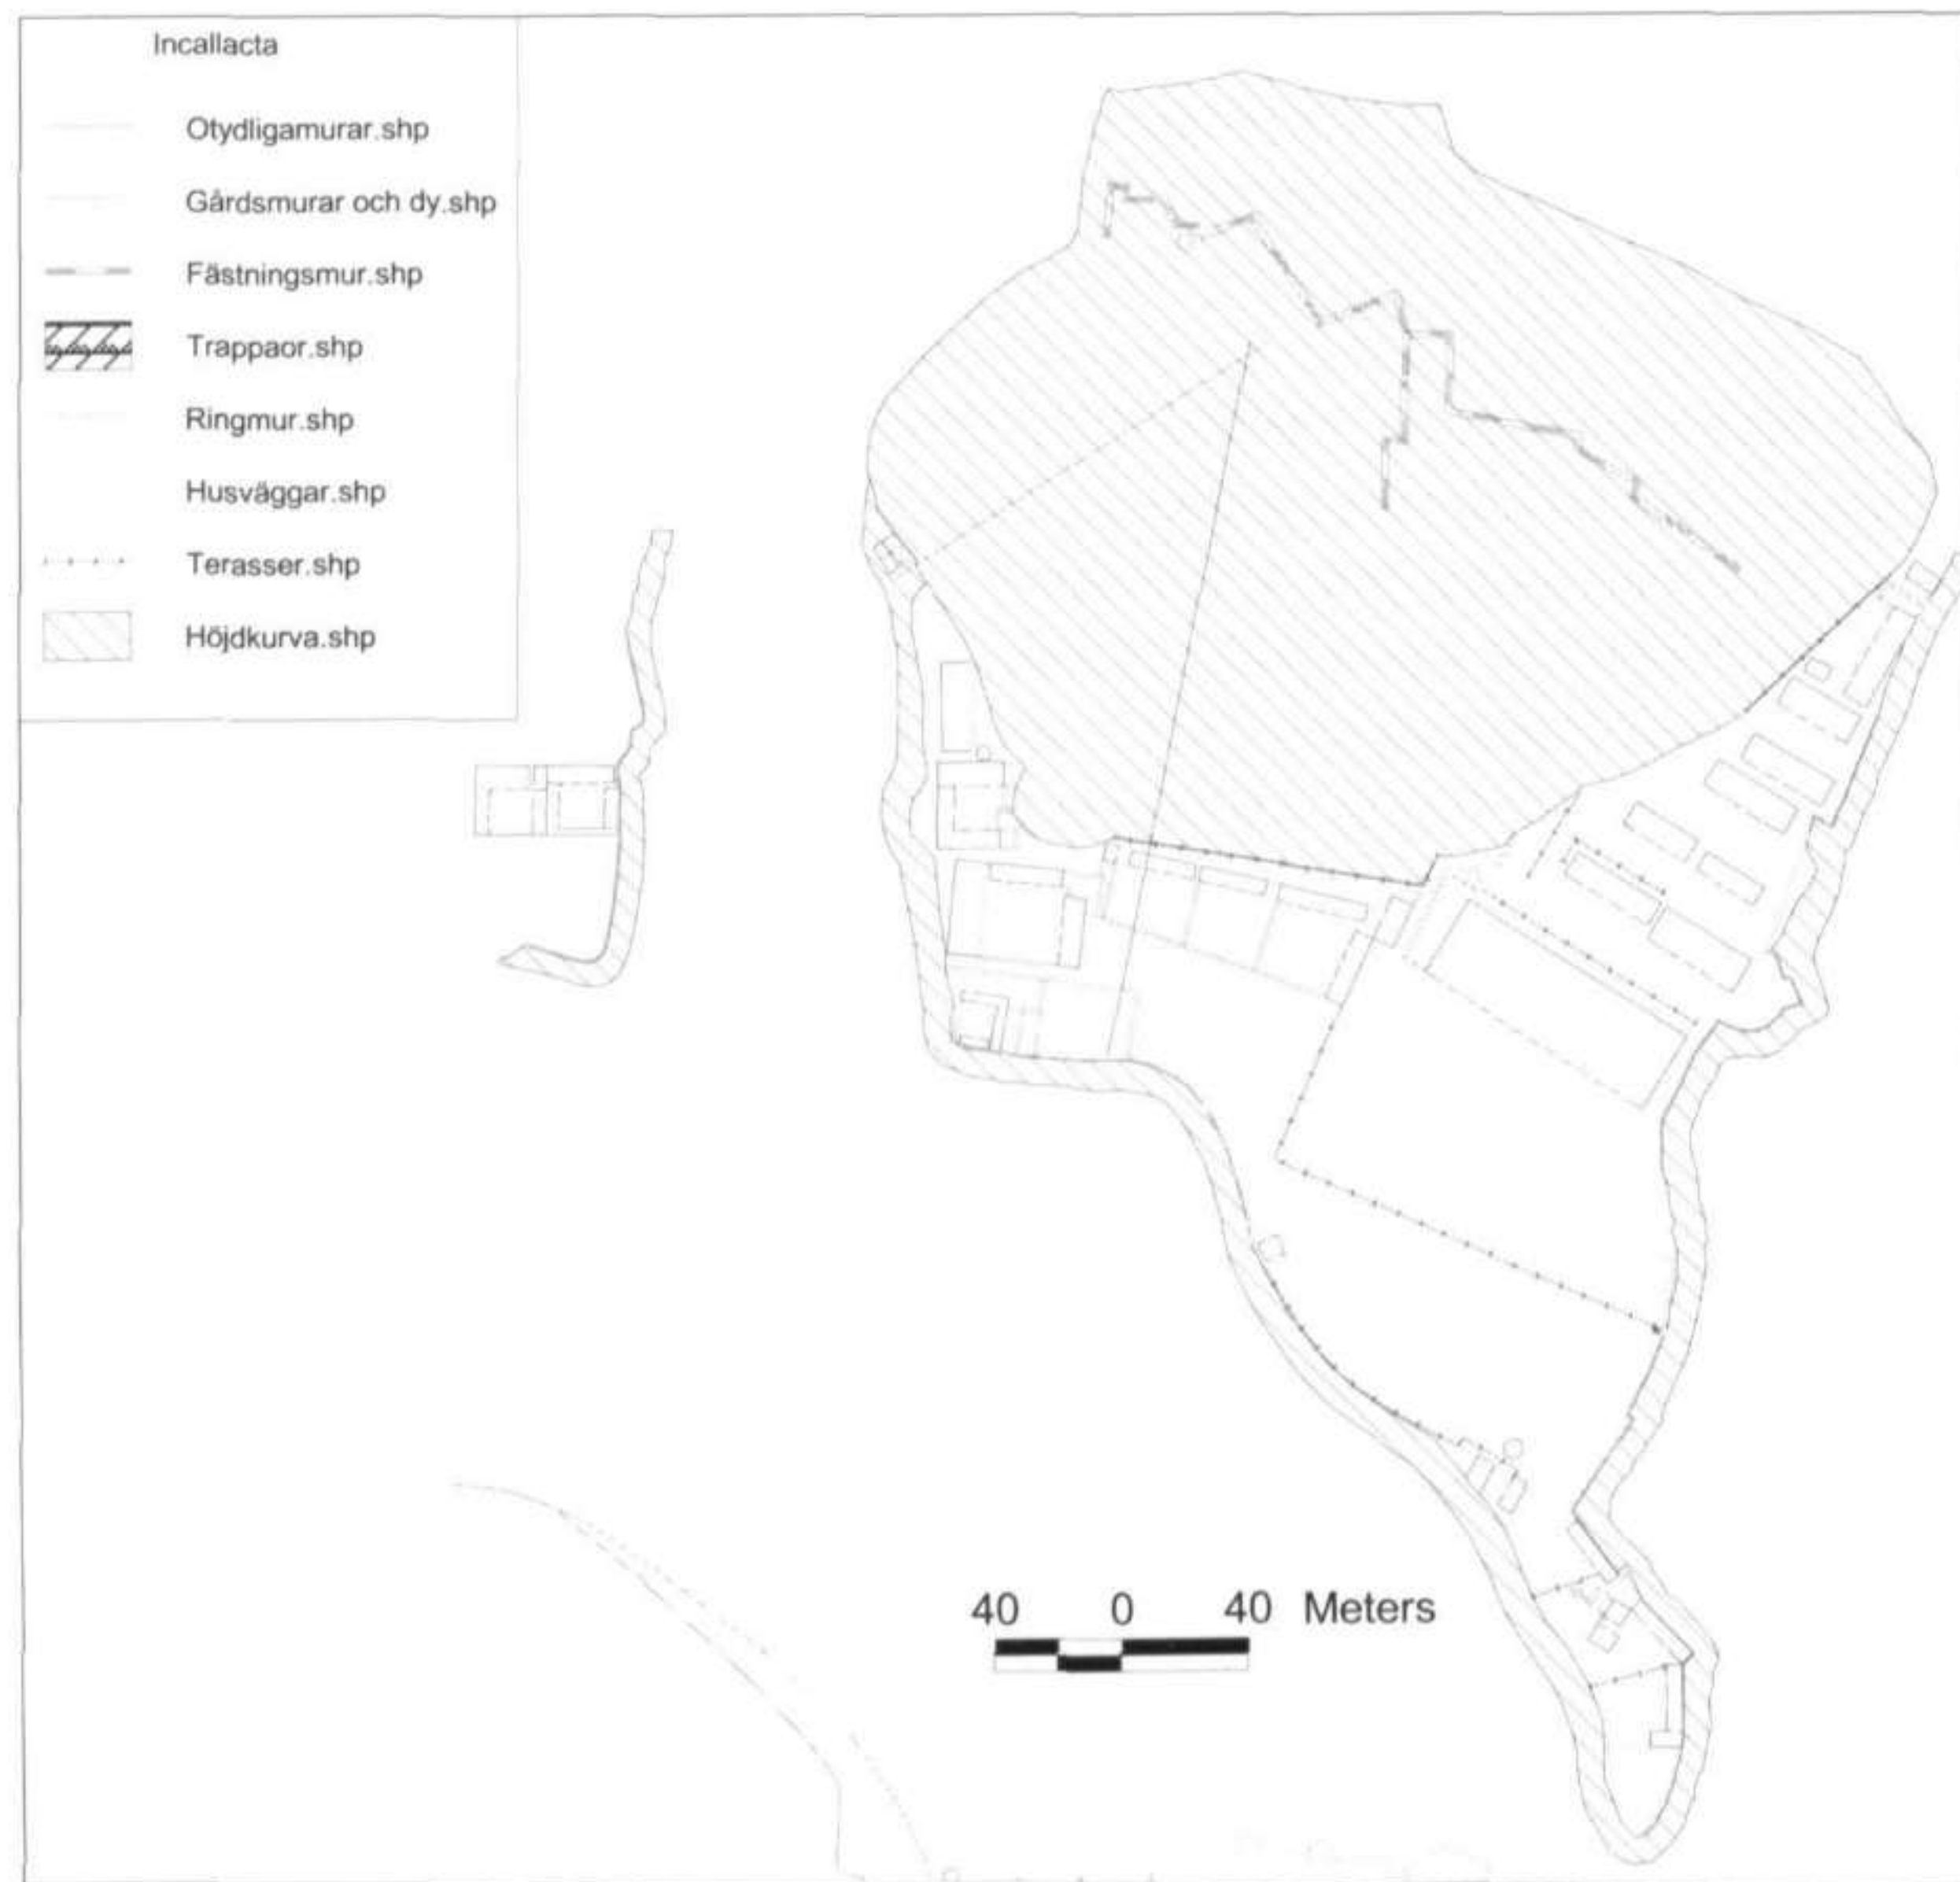 Incallacta
Otydligamurar.shp
Gårdsmurar och dy.shp
Fästningsmur.shp
Trappaor.shp
Ringmur.shp
Husväggar.shp
Terasser.shp
Höjdkurva.shp
40 0 40 Meters